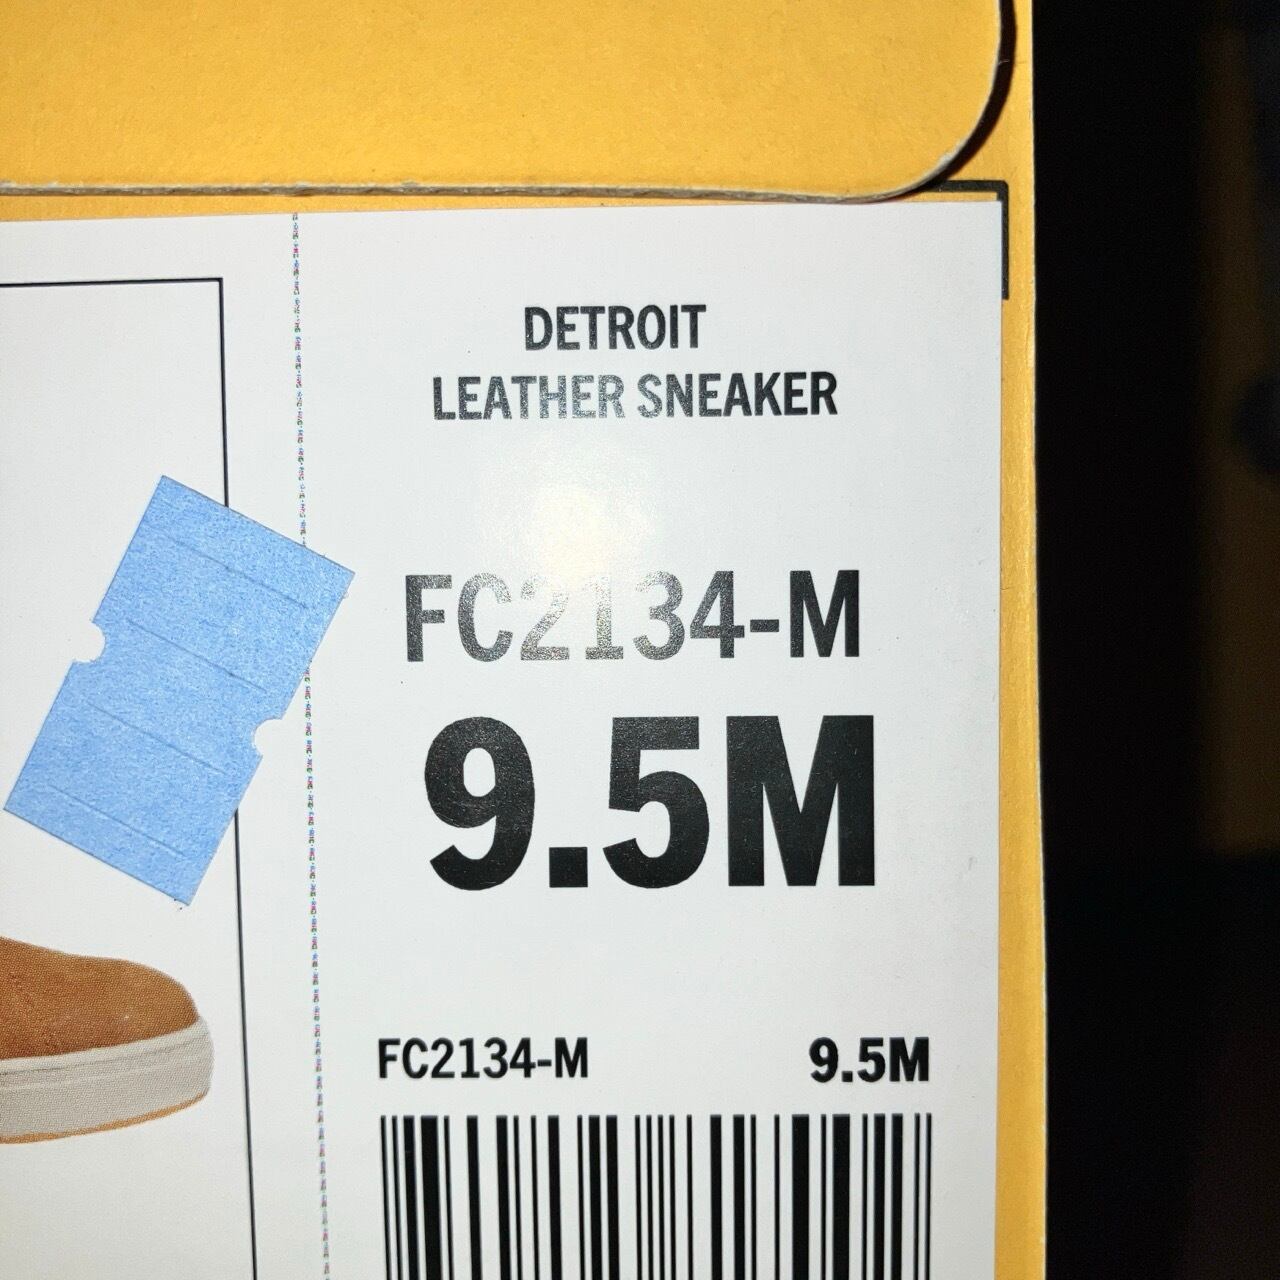 DETROIT
LEATHER SNEAKER
FC2134-M
9.5M
FC2134-M 9.5M